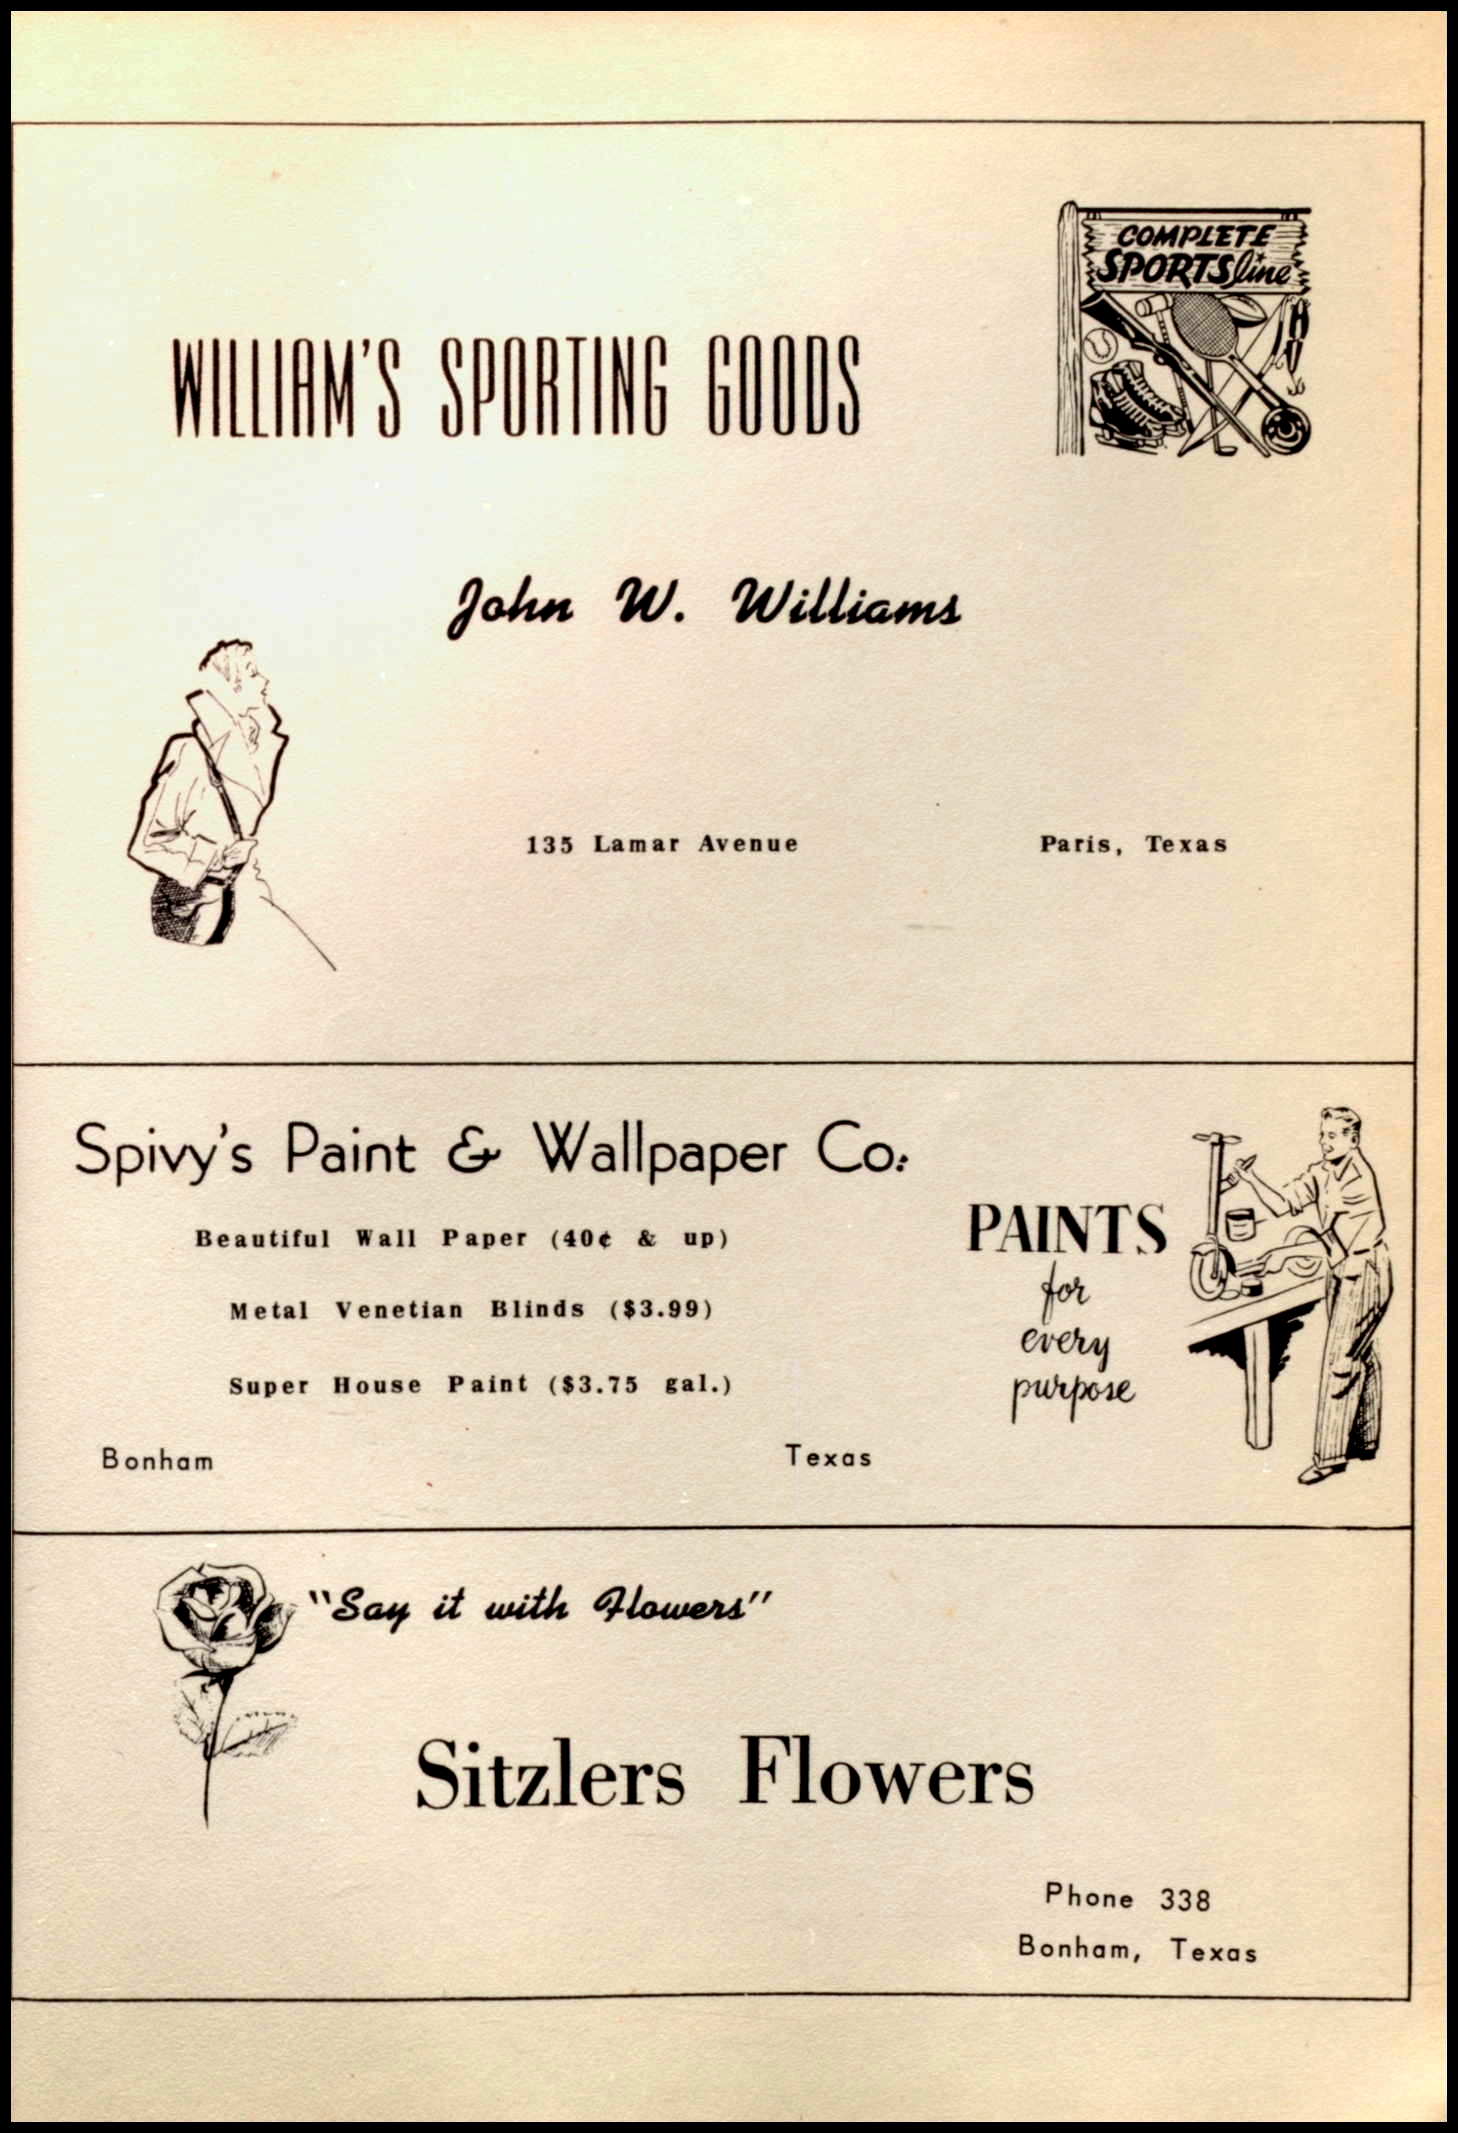 COMPLETE
SPORTS line
WILLIAM'S SPORTING GOODS
John W. Williams
135 Lamar Avenue Paris, Texas
Spivy's Paint & Wallpaper Co.
Beautiful Wall Paper (40¢ & up)
Metal Venetian Blinds ($3.99)
Super House Paint ($3.75 gal.)
Bonham Texas
PAINTS
for
every
purpose
"Say it with Flowers"
Sitzlers Flowers
Phone 338
Bonham, Texas